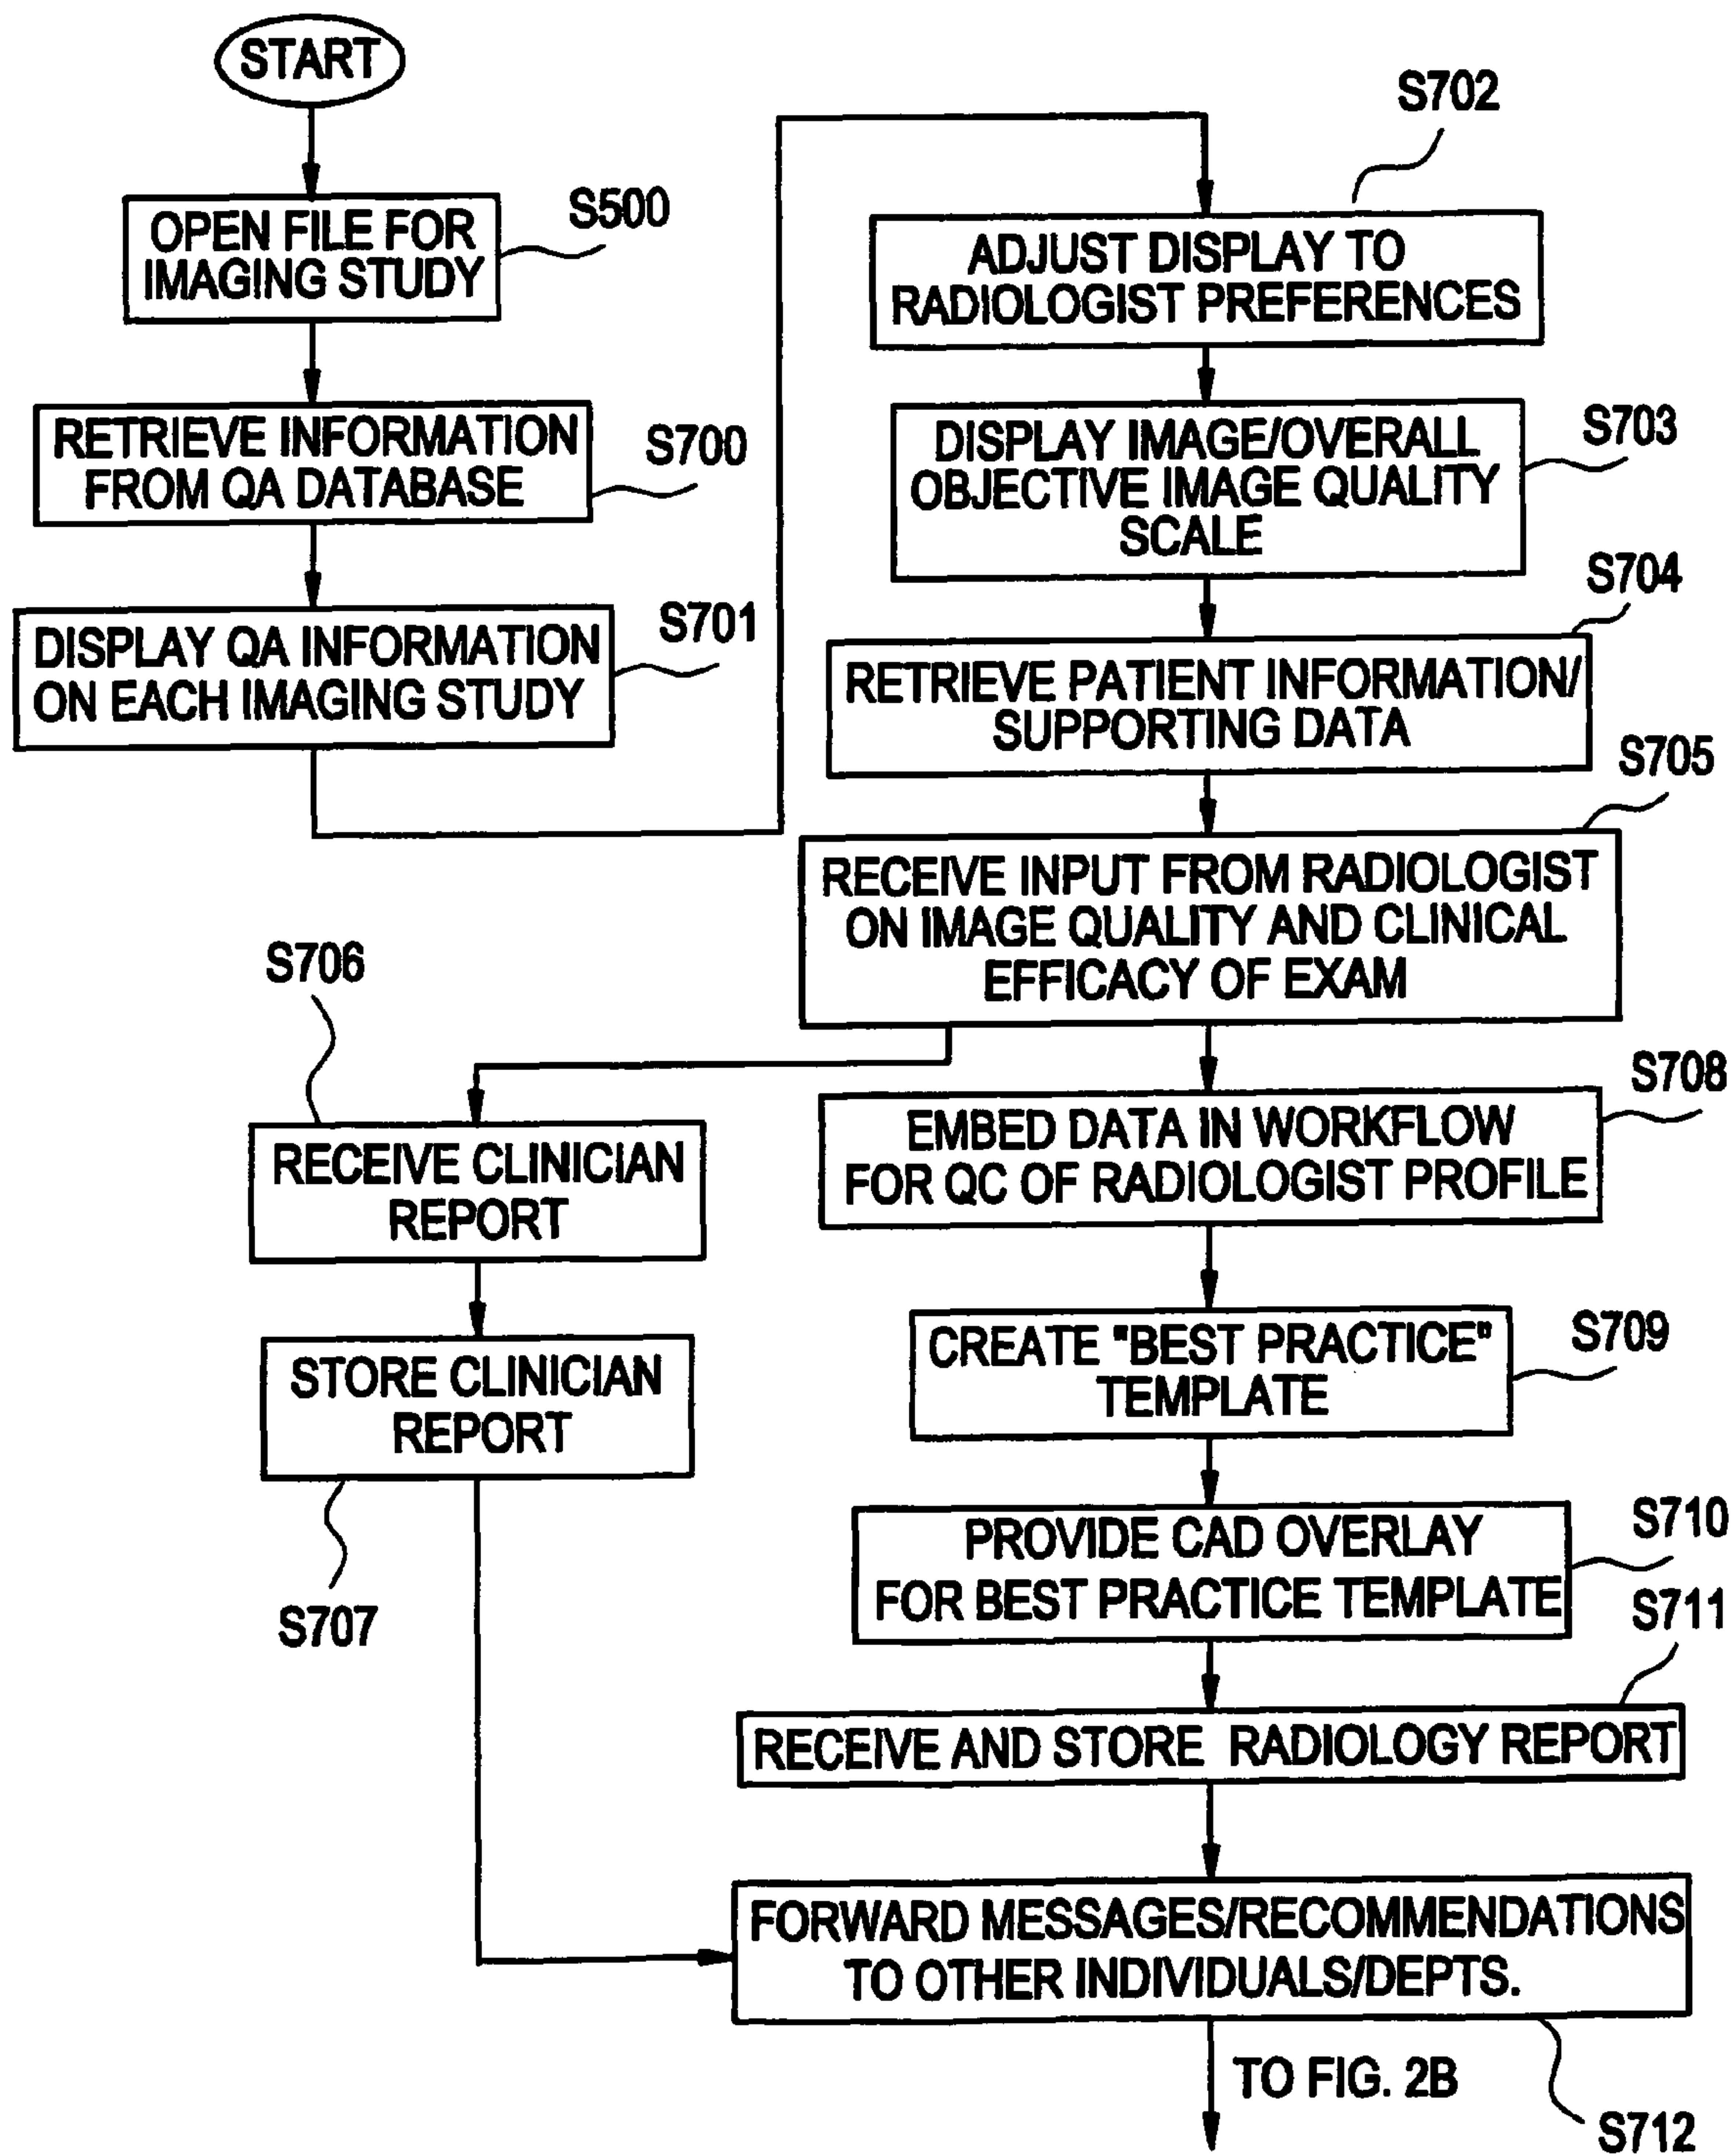 START
S500
OPEN FILE FOR
IMAGING STUDY
S700
RETRIEVE INFORMATION
FROM QA DATABASE
S701
DISPLAY QA INFORMATION
ON EACH IMAGING STUDY
S702
ADJUST DISPLAY TO
RADIOLOGIST PREFERENCES
S703
DISPLAY IMAGE/OVERALL
OBJECTIVE IMAGE QUALITY
SCALE
S704
RETRIEVE PATIENT INFORMATION/
SUPPORTING DATA
S705
RECEIVE INPUT FROM RADIOLOGIST
ON IMAGE QUALITY AND CLINICAL
EFFICACY OF EXAM
S706
RECEIVE CLINICIAN
REPORT
STORE CLINICIAN
REPORT
S707
S708
EMBED DATA IN WORKFLOW
FOR QC OF RADIOLOGIST PROFILE
S709
CREATE "BEST PRACTICE"
TEMPLATE
S710
PROVIDE CAD OVERLAY
FOR BEST PRACTICE TEMPLATE
S711
RECEIVE AND STORE RADIOLOGY REPORT
FORWARD MESSAGES/RECOMMENDATIONS
TO OTHER INDIVIDUALS/DEPTS.
TO FIG. 2B
S712